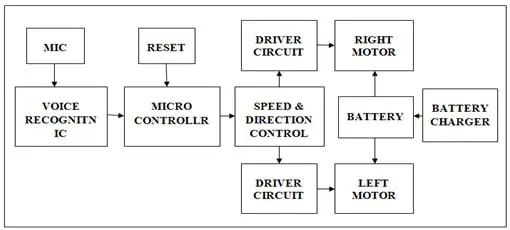 MIC
RESET
DRIVER
CIRCUIT
RIGHT
MOTOR
VOICE
RECOGNITN
IC
MICRO
CONTROLLR
SPEED &
DIRECTION
CONTROL
BATTERY
BATTERY
CHARGER
DRIVER
CIRCUIT
LEFT
MOTOR